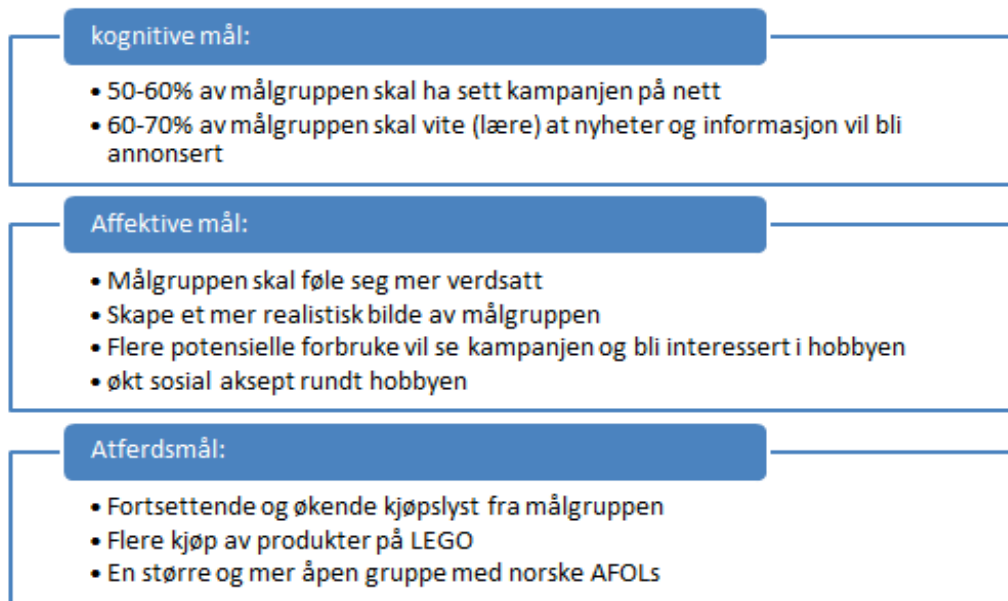 kognitive mål:
• 50-60% av målgruppen skal ha sett kampanjen på nett
• 60-70% av målgruppen skal vite (lære) at nyheter og informasjon vil bli
annonsert
Affektive mål:
• Målgruppen skal føle seg mer verdsatt
• Skape et mer realistisk bilde av målgruppen
• Flere potensielle forbruke vil se kampanjen og bli interessert i hobbyen
• økt sosial aksept rundt hobbyen
Atferdsmål:
• Fortsettende og økende kjøpslyst fra målgruppen
• Flere kjøp av produkter på LEGO
• En større og mer åpen gruppe med norske AFOLs